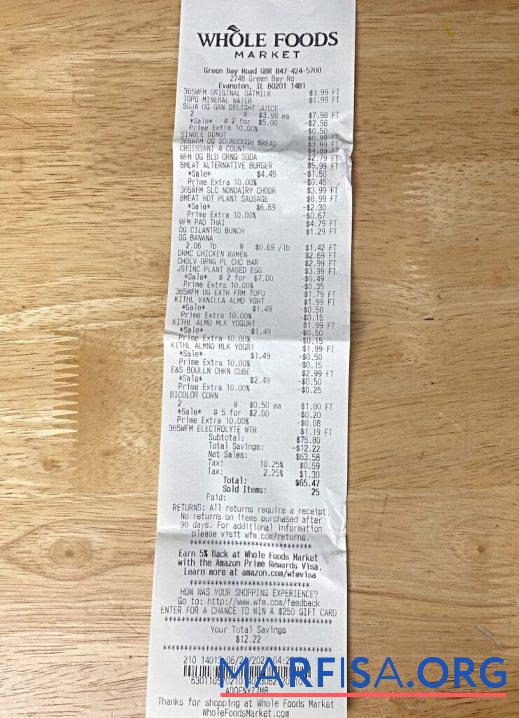 WHOLE FOODS
MARKET
Green Bay Road GBR 847-424-5700
2748 Green Bay Rd
Evanston, IL 60201 1481
365WFM ORIGINAL OATMILK $3.99 FT
TOPO MINERAL WATER $1.99 FT
SUJA OG GRN DELIGHT JUICE
2 @ $3.99 ea $7.98 FT
*Sale* @ 2 for $5.00 -$2.98
Prime Extra 10.00% -$0.50
SINGLE DONUT
365WFM OG SOURDOUGH BREAD $3.99 FT
CROISSANT 4 COUNT $4.99 FT
WFM OG BLD ORNG SODA $2.79 FT
BMEAT ALTERNATIVE BURGER $5.99 FT
*Sale* $4.49 -$1.50
Prime Extra 10.00% -$0.45
365WFM SLC NONDAIRY CHDDR $3.99 FT
BMEAT HOT PLANT SAUSAGE $8.99 FT
*Sale* $6.69 -$2.30
Prime Extra 10.00% -$0.67
WFM PAD THAI $4.79 FT
OG CILANTRO BUNCH $1.29 FT
OG BANANA
2.06 lb @ $0.69 /lb $1.42 FT
DRMC CHICKEN RAMEN $2.69 FT
CHOLV ORNG PL CHC BAR $2.99 FT
JSTINC PLANT BASED EGG $3.99 FT
*Sale* @ 2 for $7.00 -$0.49
Prime Extra 10.00% -$0.35
365WFM OG EXTR FRM TOFU $1.79 FT
KITHL VANILLA ALMD YGRT $1.99 FT
*Sale* $1.49 -$0.50
Prime Extra 10.00% -$0.15
KITHL ALMD MLK YOGURT $1.99 FT
*Sale* $1.49 -$0.50
Prime Extra 10.00% -$0.15
KITHL ALMND MLK YOGRT $1.99 FT
*Sale* $1.49 -$0.50
Prime Extra 10.00% -$0.15
E&S BOULLN CHKN CUBE $2.99 FT
*Sale* $2.49 -$0.50
Prime Extra 10.00% -$0.25
BICOLOR CORN
2 @ $0.50 ea $1.00 FT
*Sale* @ 5 for $2.00 -$0.20
Prime Extra 10.00% -$0.08
365WFM ELECTROLYTE WTR $1.19 FT
Subtotal: $75.80
Total Savings: -$12.22
Net Sales: $63.58
Tax: 10.25% $0.59
Tax: 2.25% $1.30
Total: $65.47
Sold Items: 25
Paid:
RETURNS: All returns require a receipt.
No returns on items purchased after
90 days. For additional information
please visit wfm.com/returns.
Earn 5% Back at Whole Foods Market
with the Amazon Prime Rewards Visa.
Learn more at amazon.com/wfmvisa
HOW WAS YOUR SHOPPING EXPERIENCE?
Go to: http://www.wfm.com/feedback
ENTER FOR A CHANCE TO WIN A $250 GIFT CARD
Your Total Savings
$12.22
MARFISA.ORG
Thanks for shopping at Whole Foods Market
WholeFoodsMarket.com